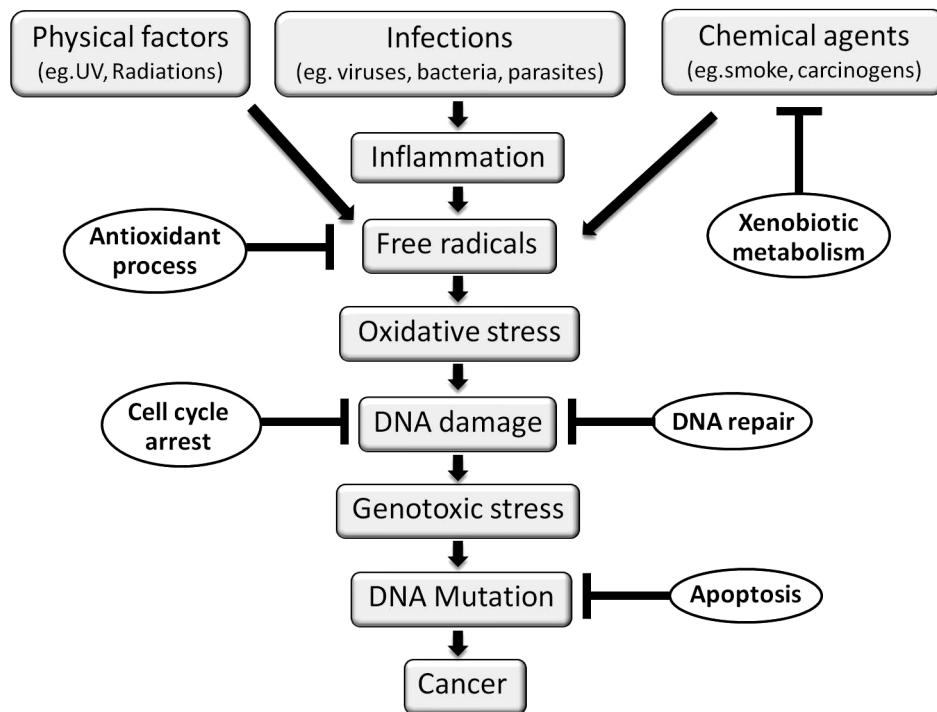 Physical factors
(eg.UV, Radiations)
Infections
(eg. viruses, bacteria, parasites)
Chemical agents
(eg.smoke, carcinogens)
Inflammation
Antioxidant
process
Free radicals
Xenobiotic
metabolism
Oxidative stress
Cell cycle
arrest
DNA damage
DNA repair
Genotoxic stress
DNA Mutation
Apoptosis
Cancer